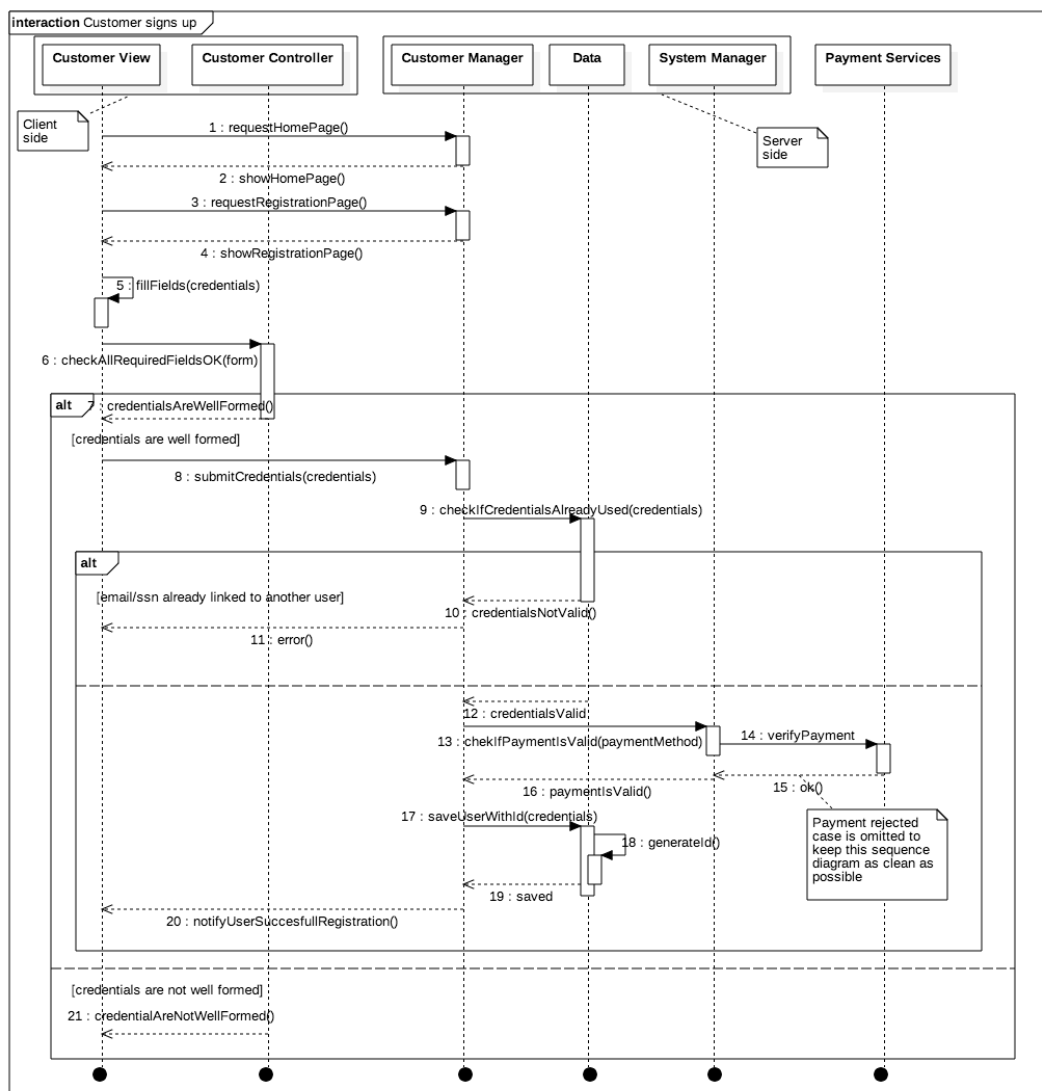 interaction Customer signs up
Customer View
Customer Controller
Customer Manager
Data
System Manager
Payment Services
Client
side
Server
side
1 : requestHomePage()
2 : showHomePage()
3 : requestRegistrationPage()
4 : showRegistrationPage()
5 : fillFields(credentials)
6 : checkAllRequiredFieldsOK(form)
alt
7 : credentialsAreWellFormed()
[credentials are well formed]
8 : submitCredentials(credentials)
9 : checkIfCredentialsAlreadyUsed(credentials)
alt
[email/ssn already linked to another user]
10 : credentialsNotValid()
11 : error()
12 : credentialsValid
13 : chekIfPaymentIsValid(paymentMethod)
14 : verifyPayment
15 : ok()
16 : paymentIsValid()
17 : saveUserWithId(credentials)
18 : generateId()
Payment rejected
case is omitted to
keep this sequence
diagram as clean as
possible
19 : saved
20 : notifyUserSuccesfullRegistration()
[credentials are not well formed]
21 : credentialAreNotWellFormed()